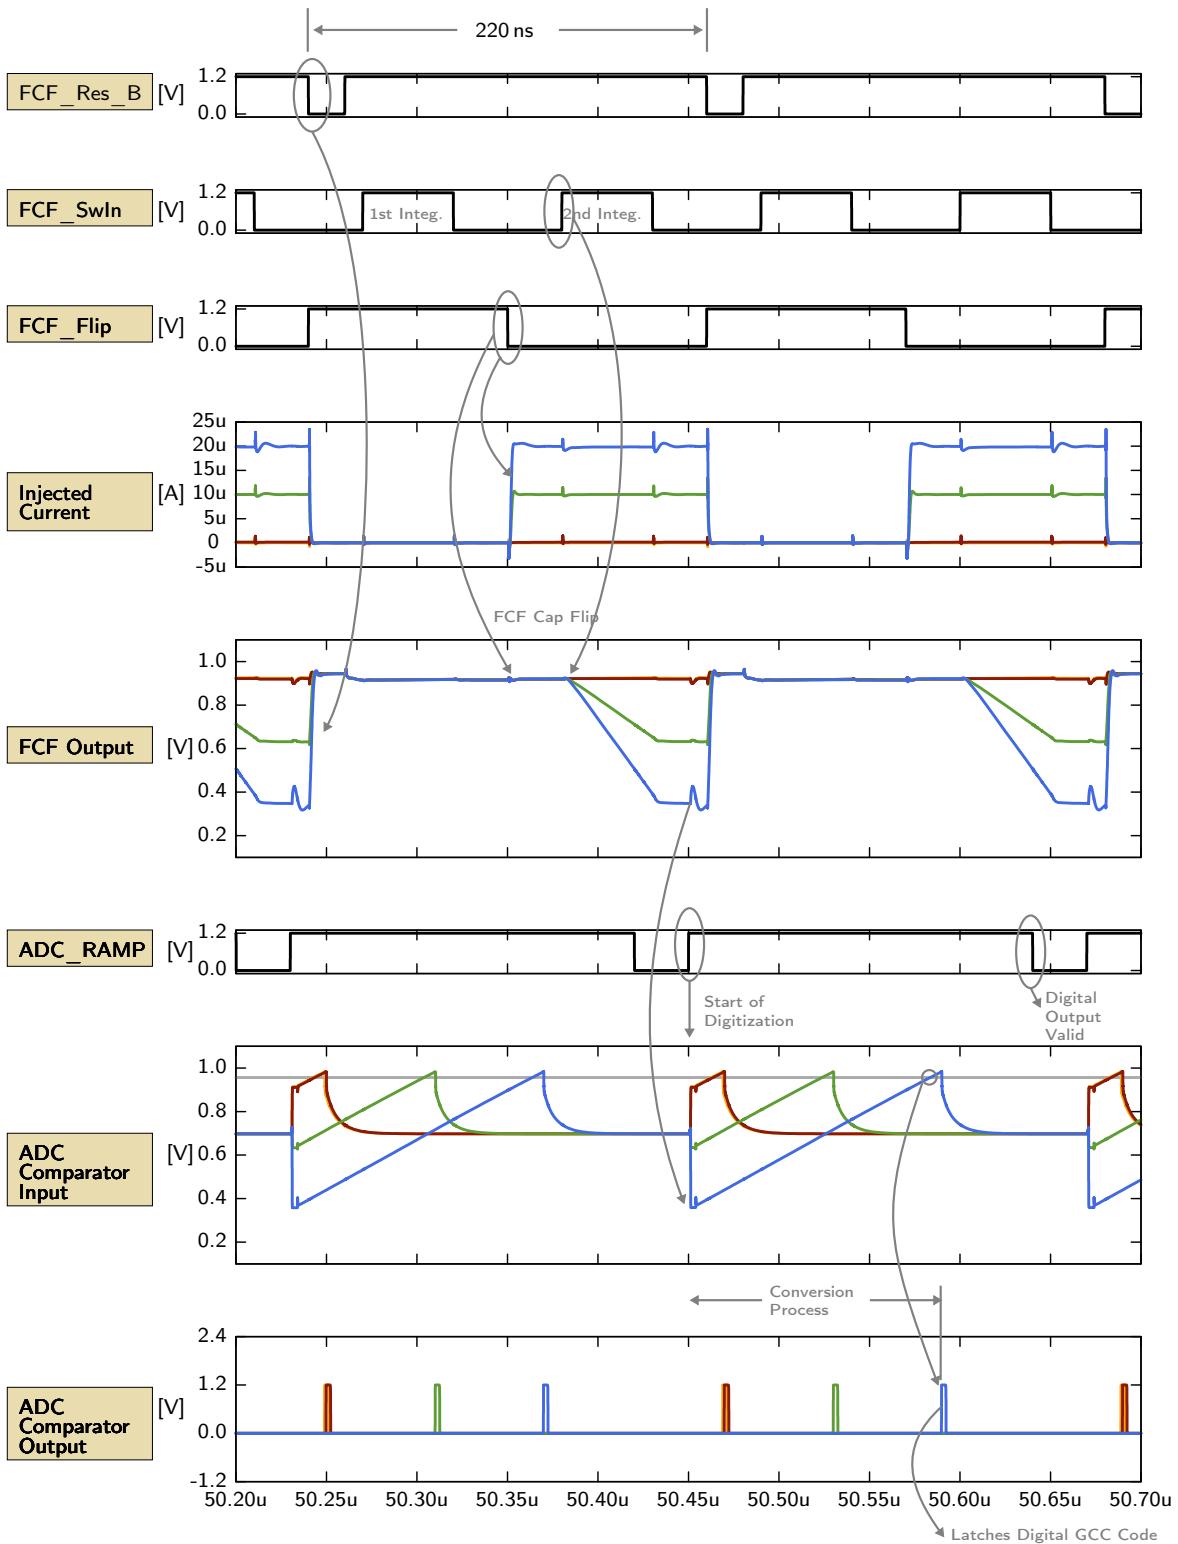 220 ns
FCF_Res_B [V]
1.2
0.0
FCF_SwIn [V]
1.2
0.0
1st Integ.
2nd Integ.
FCF_Flip [V]
1.2
0.0
Injected
Current
[A]
25u
20u
15u
10u
5u
0
-5u
FCF Cap Flip
FCF Output [V]
1.0
0.8
0.6
0.4
0.2
ADC_RAMP [V]
1.2
0.0
Start of
Digitization
Digital
Output
Valid
ADC
Comparator
Input
[V]
1.0
0.8
0.6
0.4
0.2
Conversion
Process
ADC
Comparator
Output
[V]
2.4
1.2
0.0
-1.2
50.20u 50.25u 50.30u 50.35u 50.40u 50.45u 50.50u 50.55u 50.60u 50.65u 50.70u
Latches Digital GCC Code